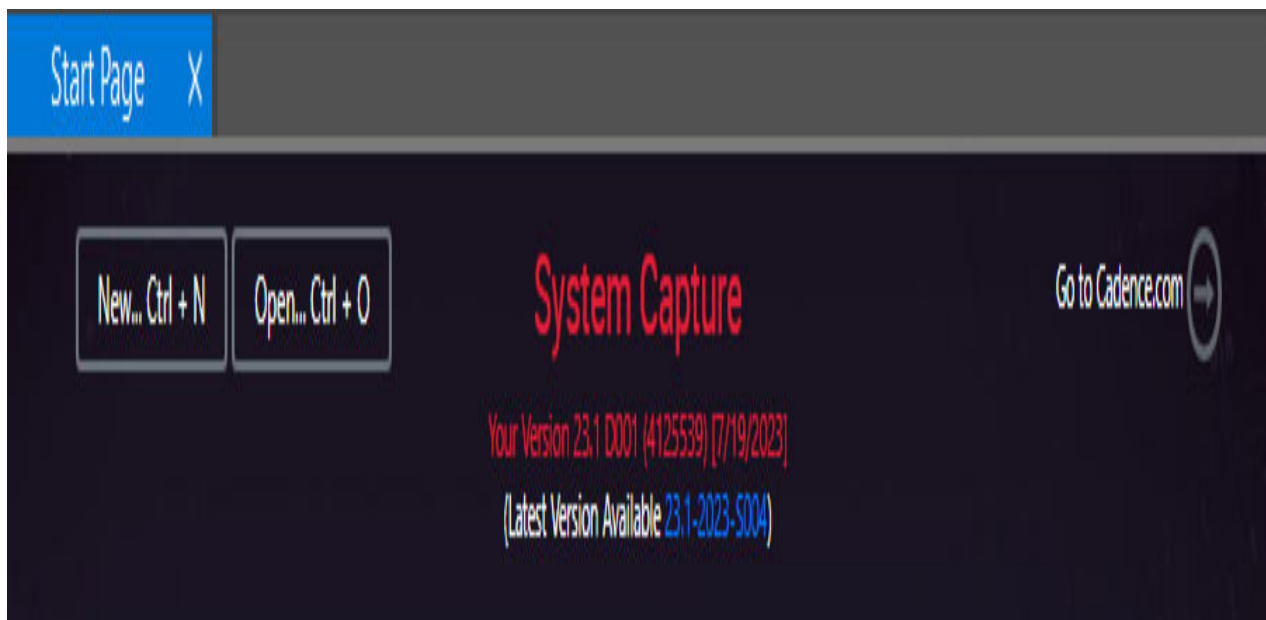 Start Page X
New... Ctrl + N
Open... Ctrl + O
System Capture
Go to Cadence.com
Your Version 23.1 D001 (4125539) [7/19/2023]
(Latest Version Available 23.1-2023-S004)